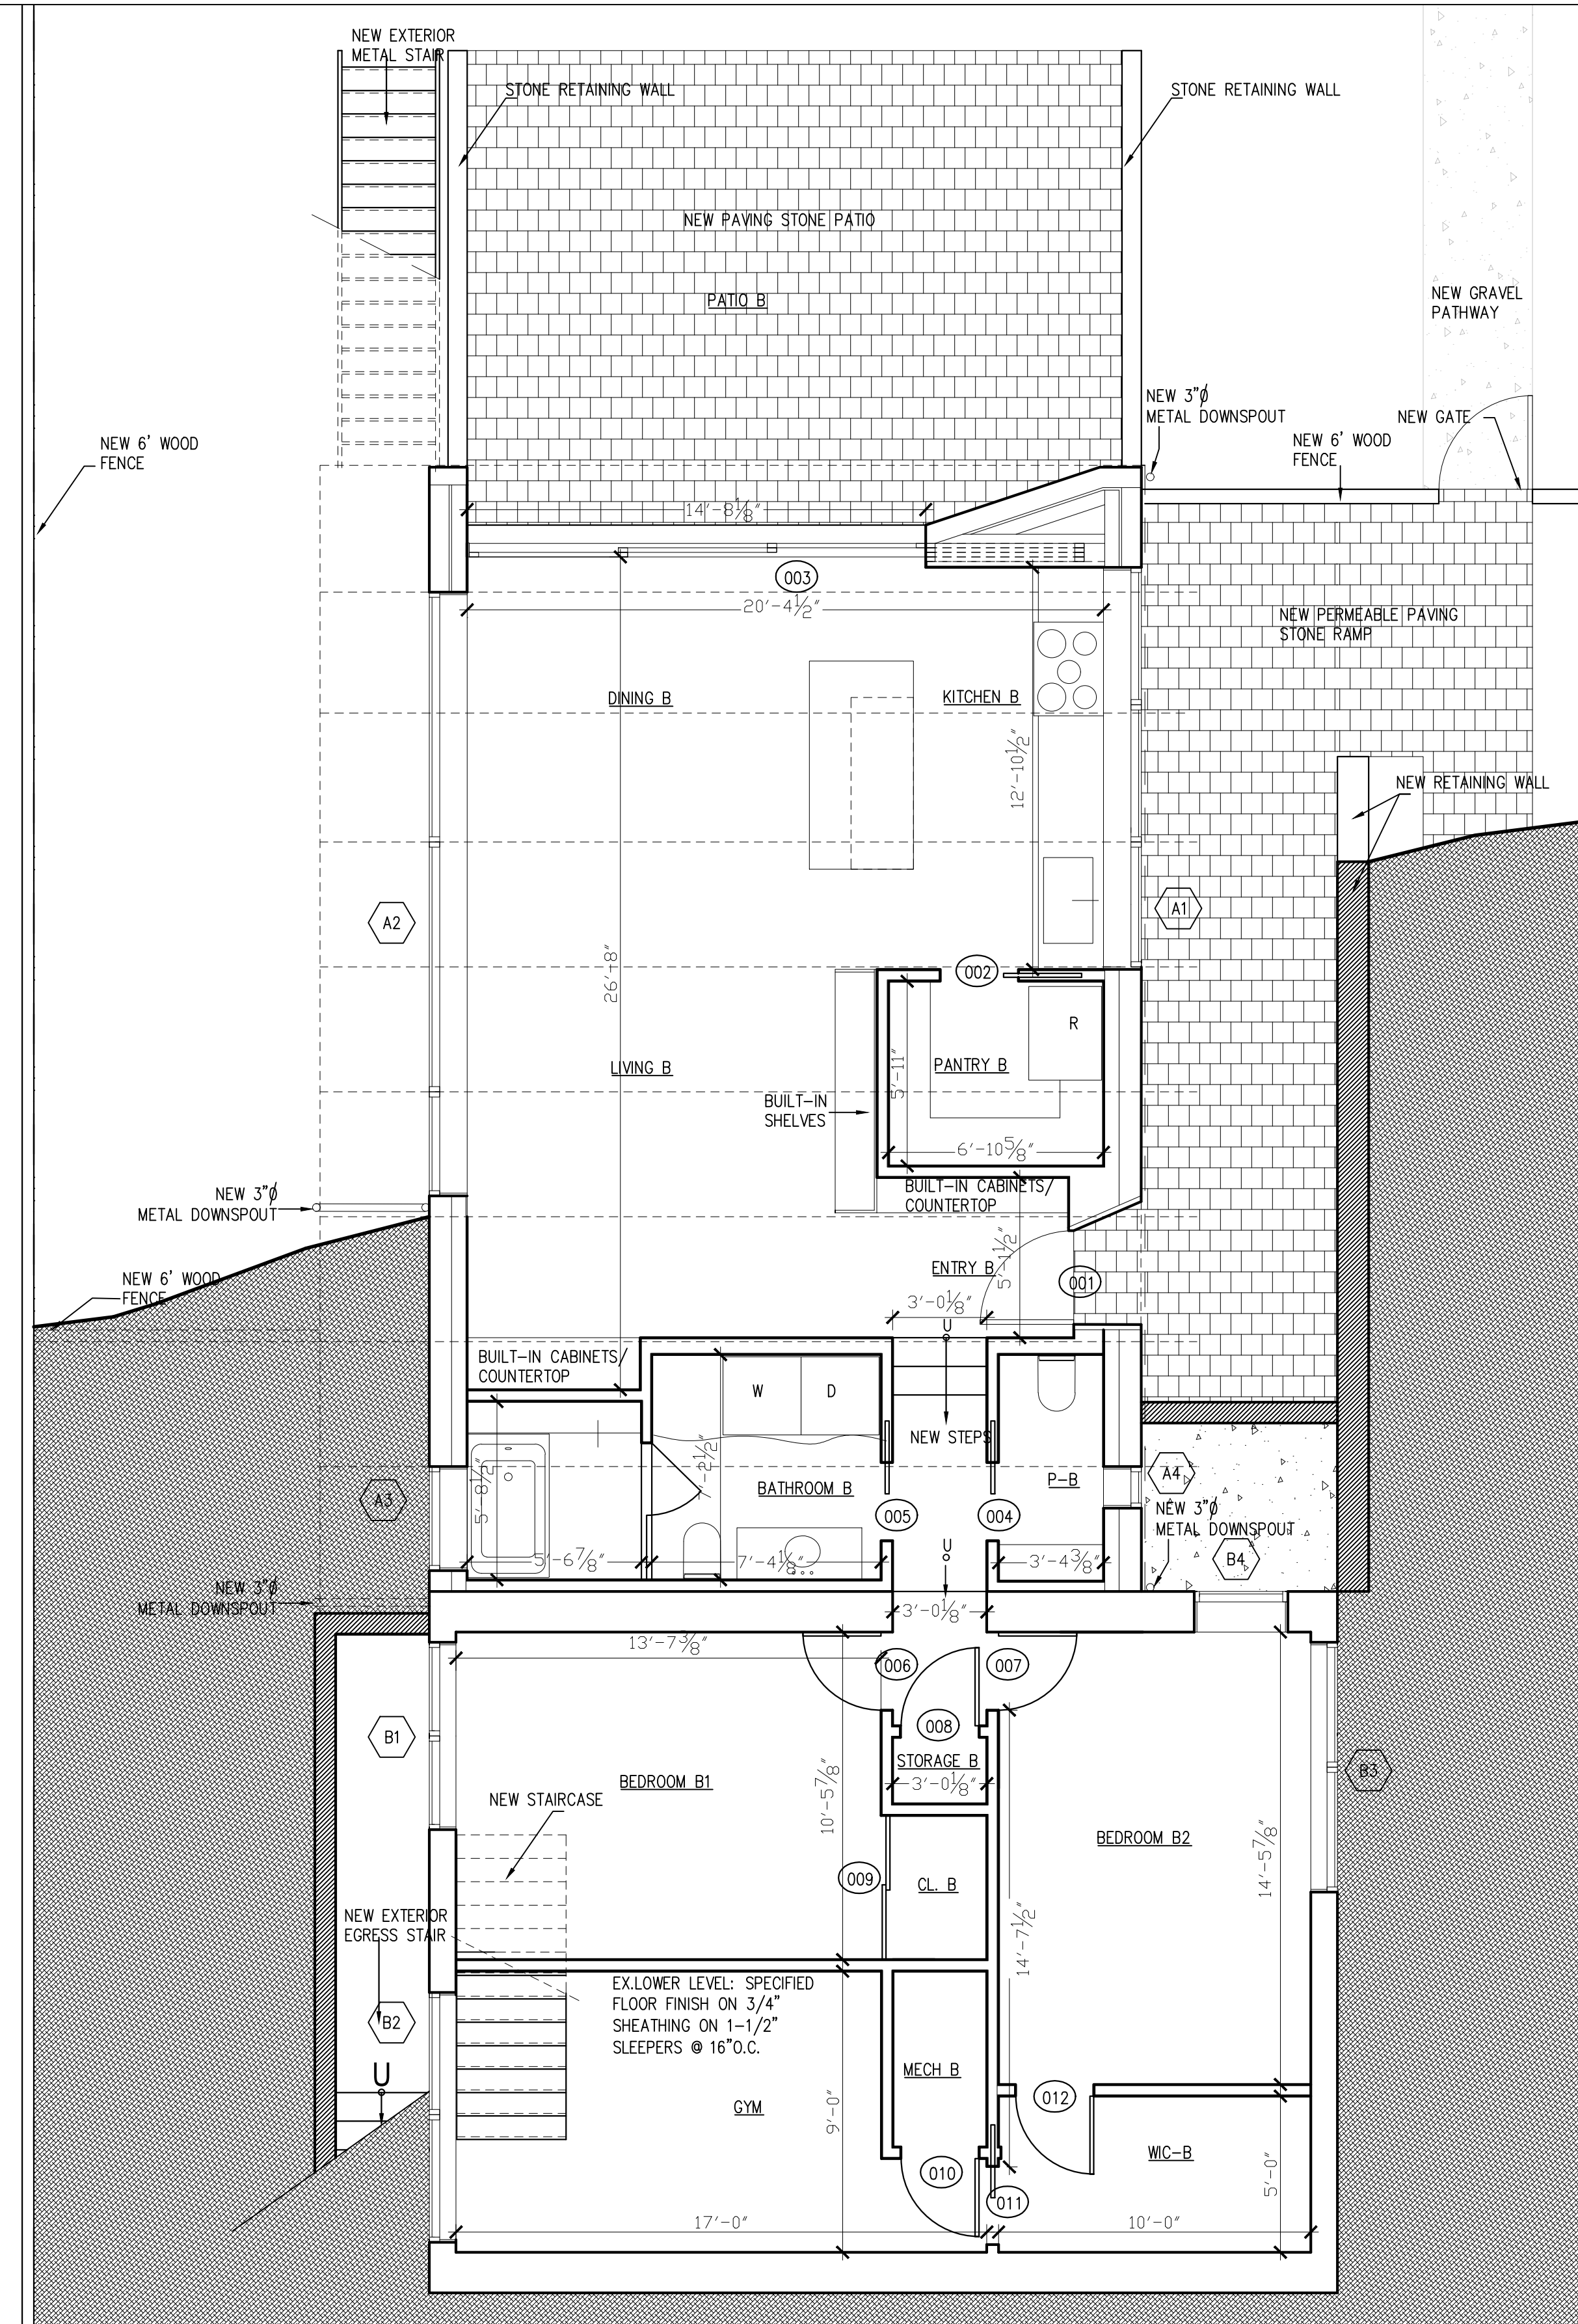 NEW EXTERIOR
METAL STAIR
STONE RETAINING WALL
STONE RETAINING WALL
NEW PAVING STONE PATIO
PATIO B
NEW GRAVEL
PATHWAY
NEW 3"Ø
METAL DOWNSPOUT
NEW GATE
NEW 6' WOOD
FENCE
NEW 6' WOOD
FENCE
14'-8⅛"
003
20'-4½"
NEW PERMEABLE PAVING
STONE RAMP
DINING B
KITCHEN B
12'-10½"
NEW RETAINING WALL
A2
A1
26'-8"
002
R
LIVING B
PANTRY B
5'-11"
BUILT-IN
SHELVES
6'-10⅝"
BUILT-IN CABINETS/
COUNTERTOP
NEW 3"Ø
METAL DOWNSPOUT
5'-1½"
ENTRY B
001
NEW 6' WOOD
FENCE
3'-0⅛"
U
BUILT-IN CABINETS/
COUNTERTOP
W
D
NEW STEPS
7'-2½"
5'-8½"
BATHROOM B
P-B
A3
A4
005
004
NEW 3"Ø
METAL DOWNSPOUT
U
B4
5'-6⅞"
7'-4⅛"
3'-4⅜"
NEW 3"Ø
METAL DOWNSPOUT
3'-0⅛"
13'-7⅜"
006
007
008
B1
STORAGE B
3'-0⅛"
B3
BEDROOM B1
10'-5⅞"
NEW STAIRCASE
BEDROOM B2
14'-5⅞"
009
CL. B
NEW EXTERIOR
EGRESS STAIR
14'-7½"
EX.LOWER LEVEL: SPECIFIED
FLOOR FINISH ON 3/4"
SHEATHING ON 1-1/2"
SLEEPERS @ 16"O.C.
B2
U
MECH B
012
GYM
9'-0"
WIC-B
5'-0"
010
011
17'-0"
10'-0"